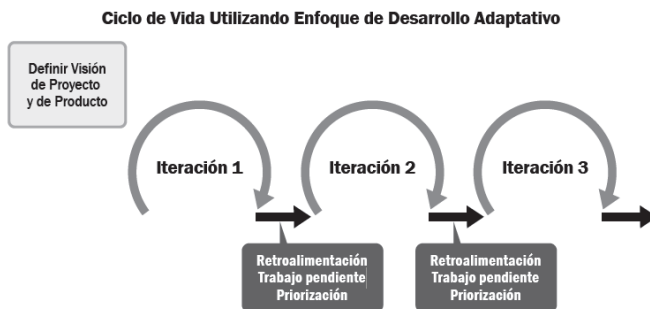 Ciclo de Vida Utilizando Enfoque de Desarrollo Adaptativo
Definir Visión
de Proyecto
y de Producto
Iteración 1
Iteración 2
Iteración 3
Retroalimentación
Trabajo pendiente
Priorización
Retroalimentación
Trabajo pendiente
Priorización